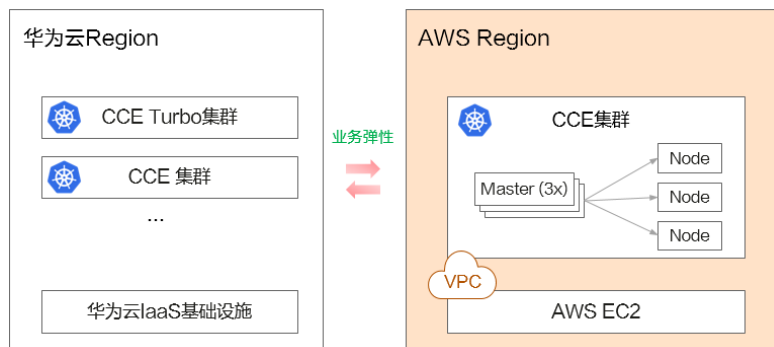 华为云Region
CCE Turbo集群
CCE 集群
...
华为云IaaS基础设施
业务弹性
AWS Region
CCE集群
Master (3x)
Node
Node
Node
VPC
AWS EC2